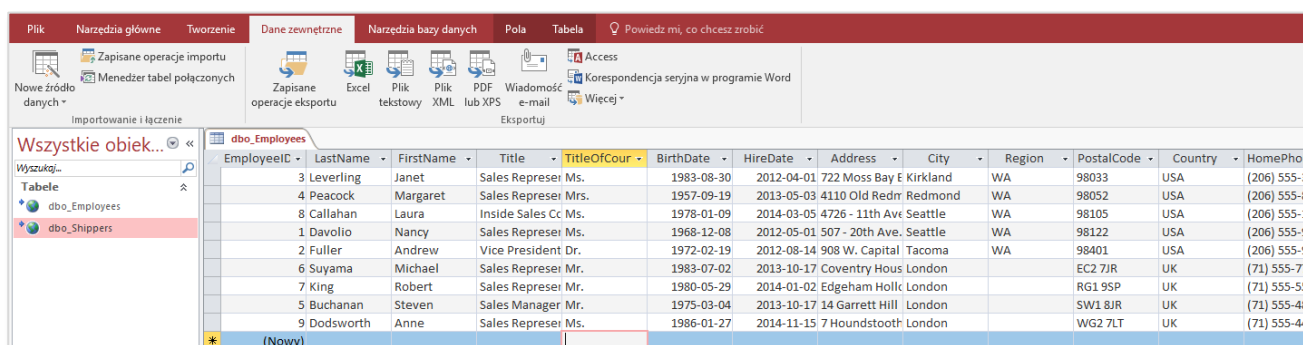 Plik Narzędzia główne Tworzenie Dane zewnętrzne Narzędzia bazy danych Pola Tabela Powiedz mi, co chcesz zrobić
Nowe źródło danych
Zapisane operacje importu
Menedżer tabel połączonych
Importowanie i łączenie
Zapisane operacje eksportu
Excel
Plik tekstowy
Plik XML
PDF lub XPS
Wiadomość e-mail
Access
Korespondencja seryjna w programie Word
Więcej
Eksportuj
Wszystkie obiek...
Wyszukaj...
Tabele
dbo_Employees
dbo_Shippers
dbo_Employees
EmployeeID LastName FirstName Title TitleOfCour BirthDate HireDate Address City Region PostalCode Country HomePho
3 Leverling Janet Sales Represer Ms. 1983-08-30 2012-04-01 722 Moss Bay E Kirkland WA 98033 USA (206) 555-
4 Peacock Margaret Sales Represer Mrs. 1957-09-19 2013-05-03 4110 Old Redm Redmond WA 98052 USA (206) 555-
8 Callahan Laura Inside Sales Co Ms. 1978-01-09 2014-03-05 4726 - 11th Ave Seattle WA 98105 USA (206) 555-
1 Davolio Nancy Sales Represer Ms. 1968-12-08 2012-05-01 507 - 20th Ave. Seattle WA 98122 USA (206) 555-
2 Fuller Andrew Vice President Dr. 1972-02-19 2012-08-14 908 W. Capital Tacoma WA 98401 USA (206) 555-
6 Suyama Michael Sales Represer Mr. 1983-07-02 2013-10-17 Coventry Hous London EC2 7JR UK (71) 555-7
7 King Robert Sales Represer Mr. 1980-05-29 2014-01-02 Edgeham Hollo London RG1 9SP UK (71) 555-5
5 Buchanan Steven Sales Manager Mr. 1975-03-04 2013-10-17 14 Garrett Hill London SW1 8JR UK (71) 555-4
9 Dodsworth Anne Sales Represer Ms. 1986-01-27 2014-11-15 7 Houndstooth London WG2 7LT UK (71) 555-4
(Nowy)